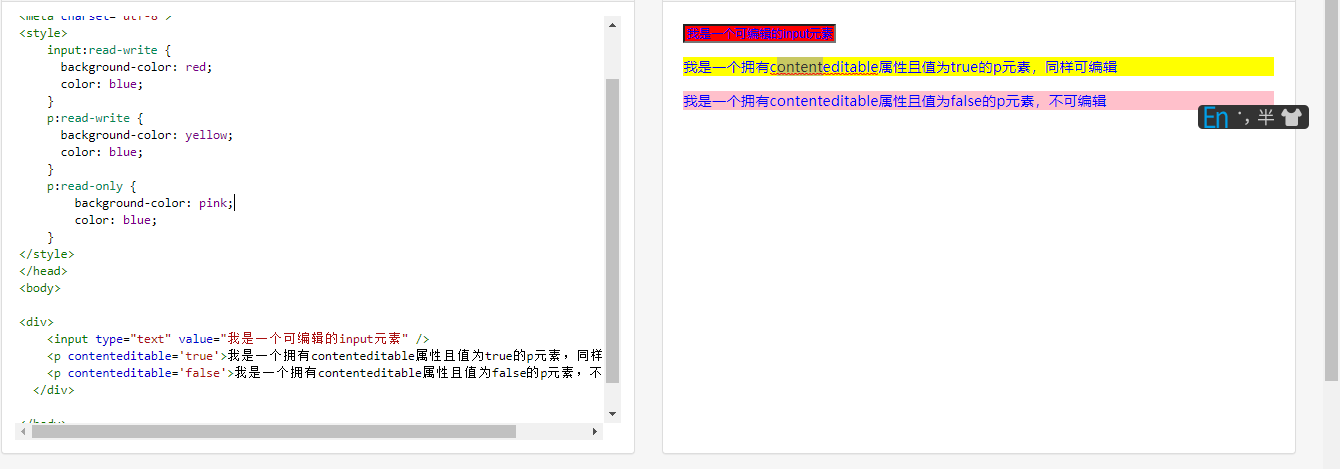 <meta charset="utf-8">
<style>
    input:read-write {
      background-color: red;
      color: blue;
    }
    p:read-write {
      background-color: yellow;
      color: blue;
    }
    p:read-only {
        background-color: pink;
        color: blue;
    }
</style>
</head>
<body>
<div>
    <input type="text" value="我是一个可编辑的input元素" />
    <p contenteditable='true'>我是一个拥有contenteditable属性且值为true的p元素，同样
    <p contenteditable='false'>我是一个拥有contenteditable属性且值为false的p元素，不
  </div>
</body>
我是一个可编辑的input元素
我是一个拥有contenteditable属性且值为true的p元素，同样可编辑
我是一个拥有contenteditable属性且值为false的p元素，不可编辑
En ·, 半